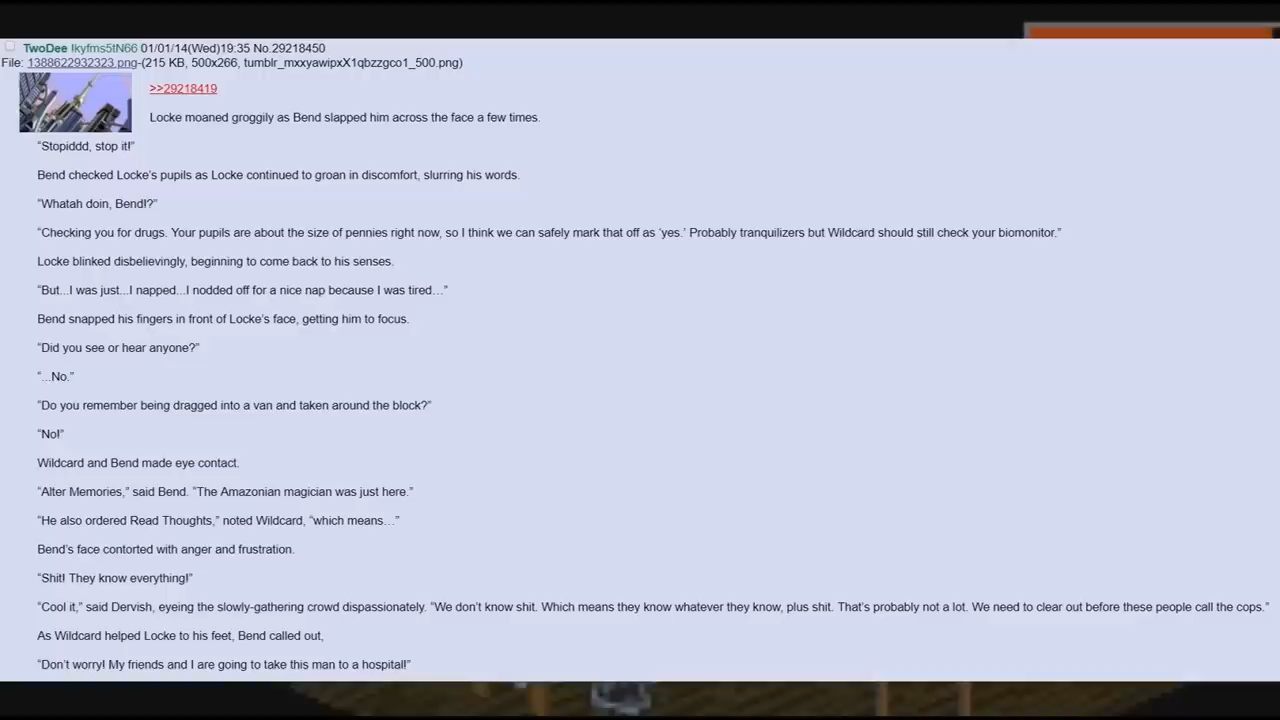 TwoDee !kyfms5tN66 01/01/14(Wed)19:35 No.29218450
File: 1388622932323.png-(215 KB, 500x266, tumblr_mxxyawipxX1qbzzgco1_500.png)
>>29218419
Locke moaned groggily as Bend slapped him across the face a few times.
“Stopiddd, stop it!”
Bend checked Locke’s pupils as Locke continued to groan in discomfort, slurring his words.
“Whatah doin, Bend!?”
“Checking you for drugs. Your pupils are about the size of pennies right now, so I think we can safely mark that off as ‘yes.’ Probably tranquilizers but Wildcard should still check your biomonitor.”
Locke blinked disbelievingly, beginning to come back to his senses.
“But...I was just...I napped...I nodded off for a nice nap because I was tired…”
Bend snapped his fingers in front of Locke’s face, getting him to focus.
“Did you see or hear anyone?”
“...No.”
“Do you remember being dragged into a van and taken around the block?”
“No!”
Wildcard and Bend made eye contact.
“Alter Memories,” said Bend. “The Amazonian magician was just here.”
“He also ordered Read Thoughts,” noted Wildcard, “which means…”
Bend’s face contorted with anger and frustration.
“Shit! They know everything!”
“Cool it,” said Dervish, eyeing the slowly-gathering crowd dispassionately. “We don’t know shit. Which means they know whatever they know, plus shit. That’s probably not a lot. We need to clear out before these people call the cops.”
As Wildcard helped Locke to his feet, Bend called out,
“Don’t worry! My friends and I are going to take this man to a hospital!”